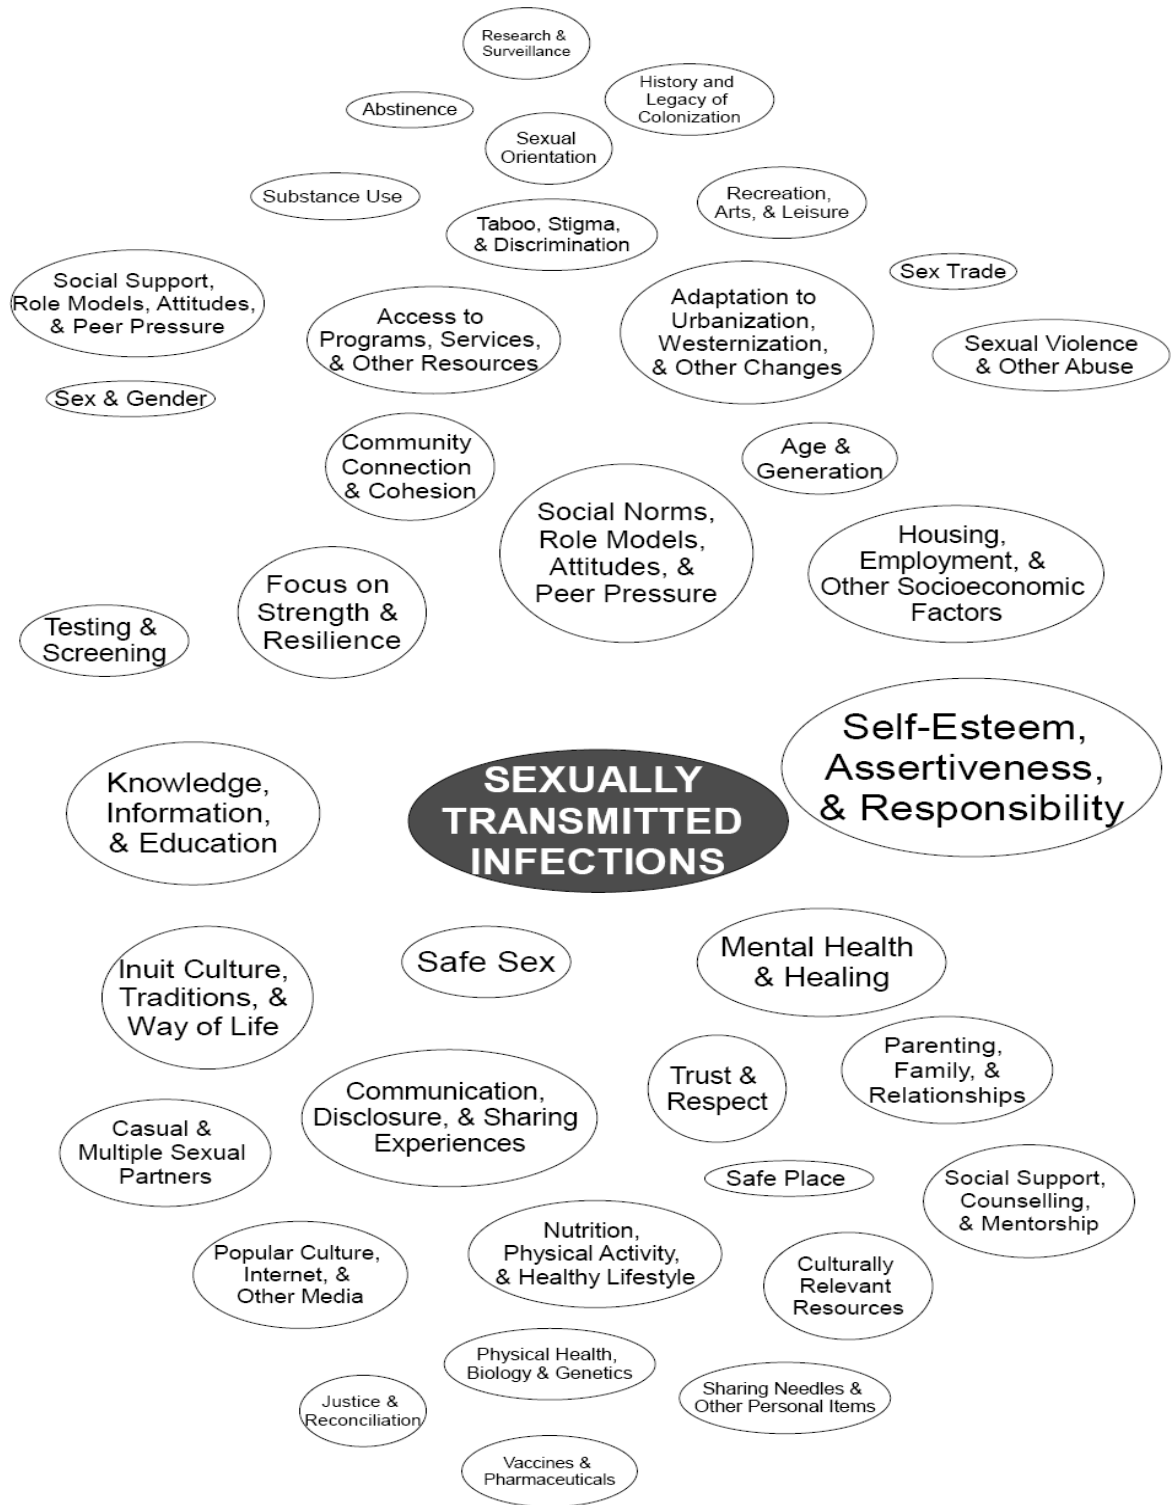 Research &
Surveillance
History and
Legacy of
Colonization
Abstinence
Sexual
Orientation
Substance Use
Recreation,
Arts, & Leisure
Taboo, Stigma,
& Discrimination
Sex Trade
Social Support,
Role Models, Attitudes,
& Peer Pressure
Access to
Programs, Services,
& Other Resources
Adaptation to
Urbanization,
Westernization,
& Other Changes
Sexual Violence
& Other Abuse
Sex & Gender
Community
Connection
& Cohesion
Age &
Generation
Social Norms,
Role Models,
Attitudes, &
Peer Pressure
Housing,
Employment, &
Other Socioeconomic
Factors
Focus on
Strength &
Resilience
Testing &
Screening
Self-Esteem,
Assertiveness,
& Responsibility
Knowledge,
Information,
& Education
SEXUALLY
TRANSMITTED
INFECTIONS
Inuit Culture,
Traditions, &
Way of Life
Safe Sex
Mental Health
& Healing
Parenting,
Family, &
Relationships
Trust &
Respect
Communication,
Disclosure, & Sharing
Experiences
Casual &
Multiple Sexual
Partners
Safe Place
Social Support,
Counselling,
& Mentorship
Nutrition,
Physical Activity,
& Healthy Lifestyle
Popular Culture,
Internet, &
Other Media
Culturally
Relevant
Resources
Physical Health,
Biology & Genetics
Sharing Needles &
Other Personal Items
Justice &
Reconciliation
Vaccines &
Pharmaceuticals